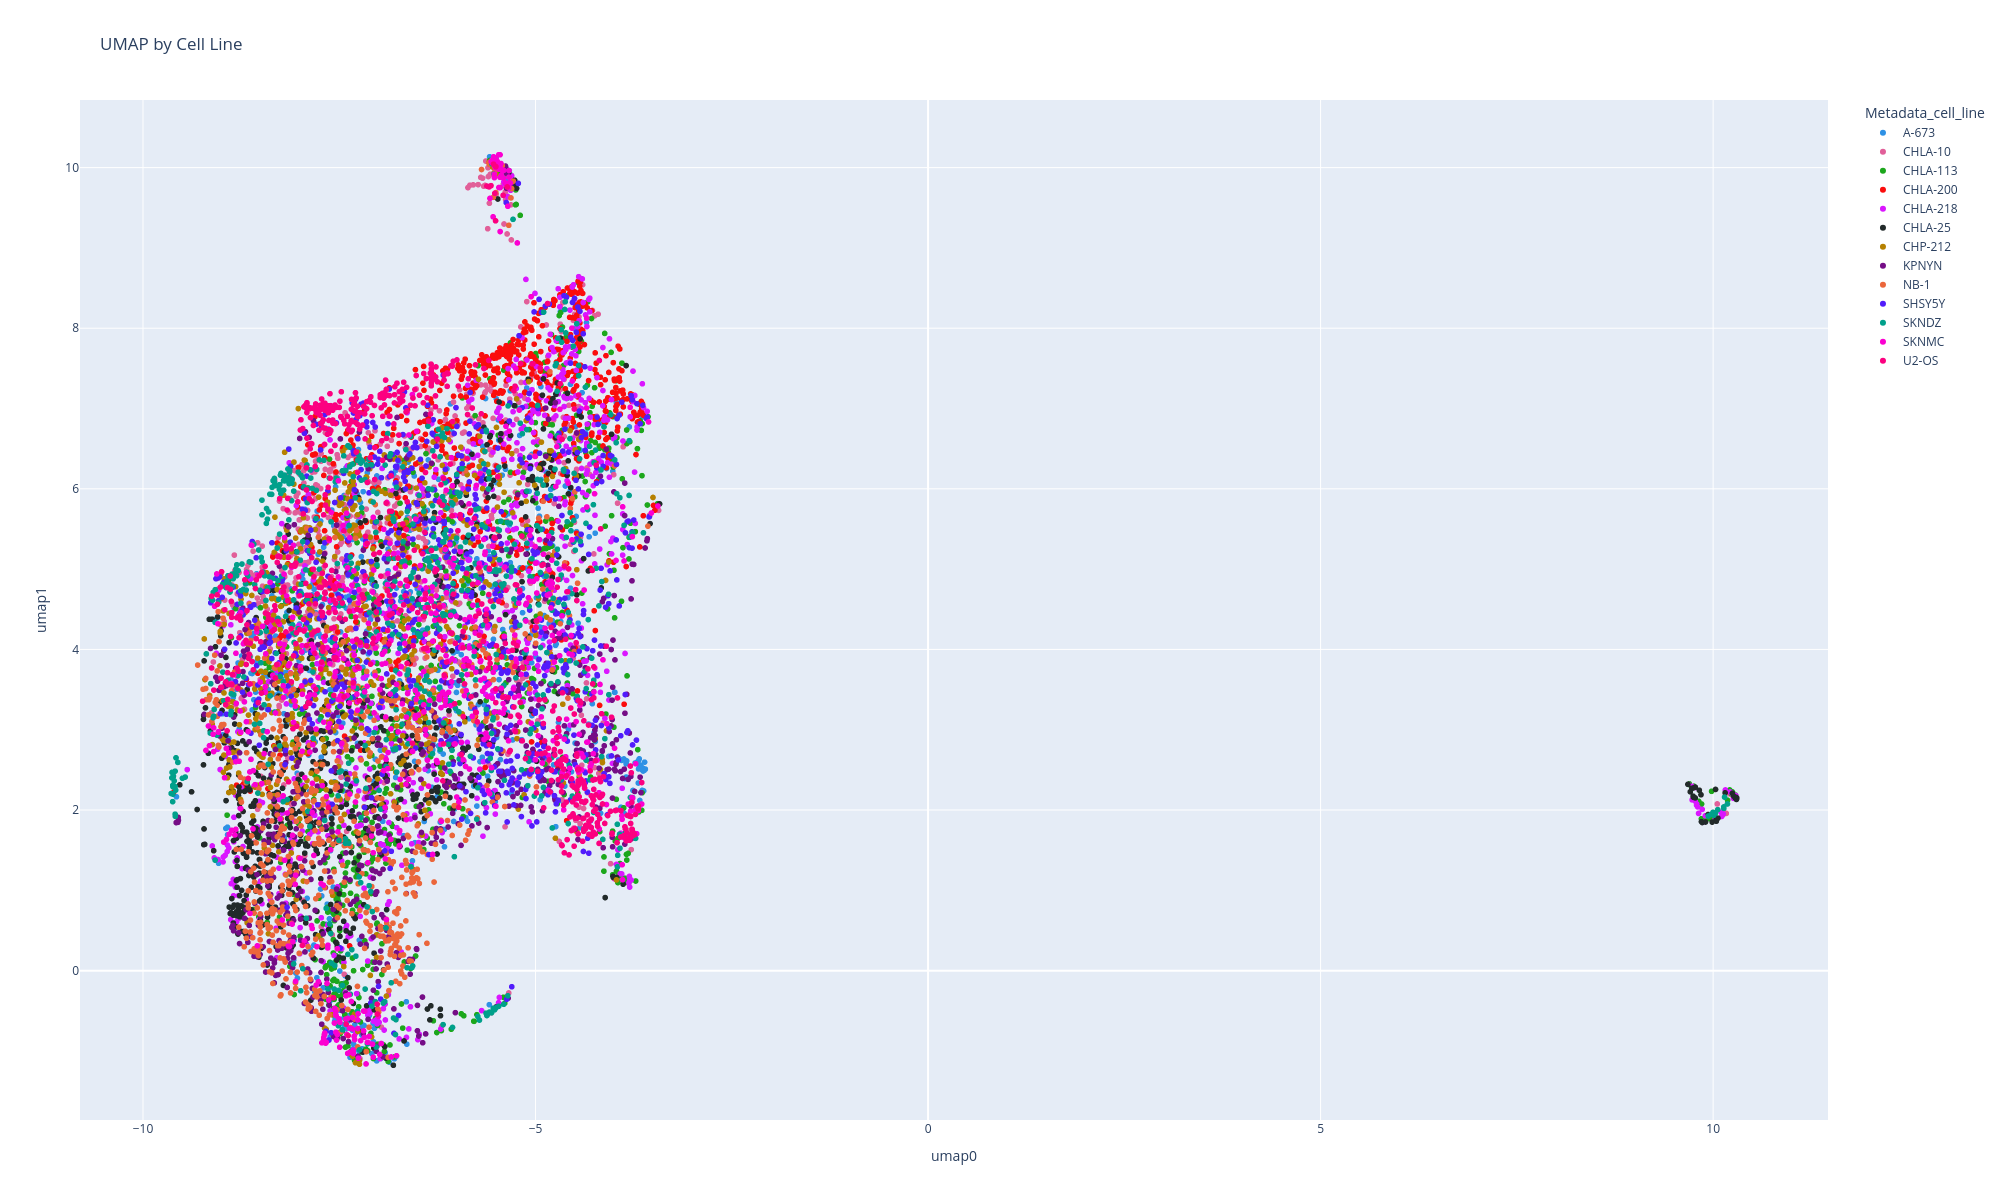 UMAP by Cell Line
Metadata_cell_line
A-673
CHLA-10
CHLA-113
CHLA-200
CHLA-218
CHLA-25
CHP-212
KPNYN
NB-1
SHSY5Y
SKNDZ
SKNMC
U2-OS
umap1
10
8
6
4
2
0
−10
−5
0
5
10
umap0